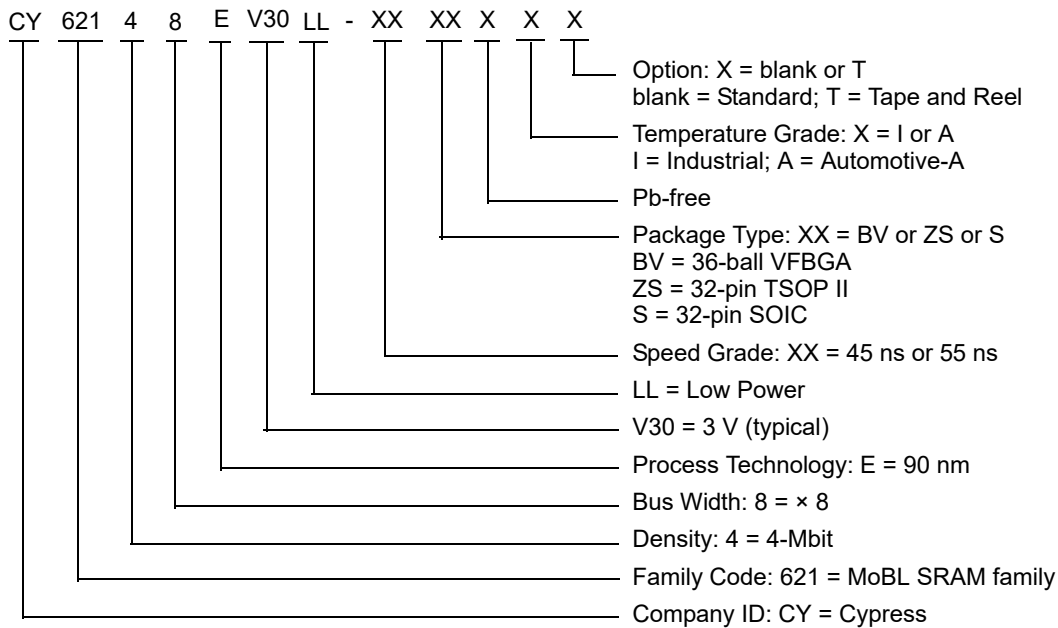 CY 621 4 8 E V30 LL - XX XX X X X
Option: X = blank or T
blank = Standard; T = Tape and Reel
Temperature Grade: X = I or A
I = Industrial; A = Automotive-A
Pb-free
Package Type: XX = BV or ZS or S
BV = 36-ball VFBGA
ZS = 32-pin TSOP II
S = 32-pin SOIC
Speed Grade: XX = 45 ns or 55 ns
LL = Low Power
V30 = 3 V (typical)
Process Technology: E = 90 nm
Bus Width: 8 = × 8
Density: 4 = 4-Mbit
Family Code: 621 = MoBL SRAM family
Company ID: CY = Cypress